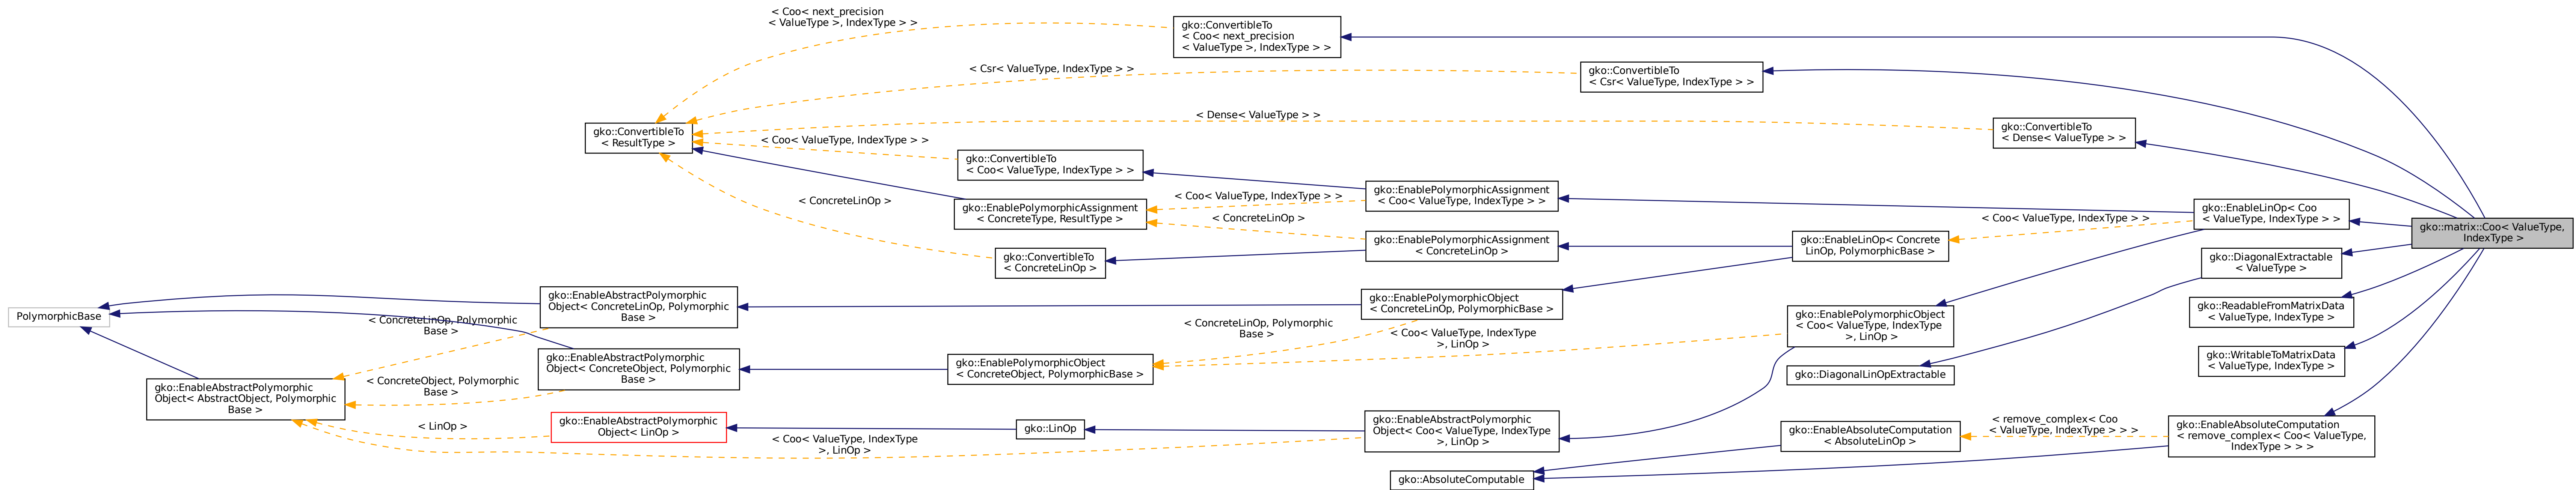 < Coo< next_precision
< ValueType >, IndexType > >
gko::ConvertibleTo
< Coo< next_precision
< ValueType >, IndexType > >
< Csr< ValueType, IndexType > >
gko::ConvertibleTo
< Csr< ValueType, IndexType > >
gko::ConvertibleTo
< ResultType >
< Dense< ValueType > >
gko::ConvertibleTo
< Dense< ValueType > >
< Coo< ValueType, IndexType > >
gko::ConvertibleTo
< Coo< ValueType, IndexType > >
gko::EnablePolymorphicAssignment
< Coo< ValueType, IndexType > >
< ConcreteLinOp >
gko::EnablePolymorphicAssignment
< ConcreteType, ResultType >
< Coo< ValueType, IndexType > >
< ConcreteLinOp >
gko::EnablePolymorphicAssignment
< ConcreteLinOp >
gko::ConvertibleTo
< ConcreteLinOp >
gko::EnableLinOp< Concrete
LinOp, PolymorphicBase >
< Coo< ValueType, IndexType > >
gko::EnableLinOp< Coo
< ValueType, IndexType > >
gko::matrix::Coo< ValueType,
IndexType >
gko::DiagonalExtractable
< ValueType >
PolymorphicBase
gko::EnableAbstractPolymorphic
Object< ConcreteLinOp, Polymorphic
Base >
gko::EnablePolymorphicObject
< ConcreteLinOp, PolymorphicBase >
gko::EnablePolymorphicObject
< Coo< ValueType, IndexType
>, LinOp >
gko::ReadableFromMatrixData
< ValueType, IndexType >
< ConcreteLinOp, Polymorphic
Base >
< ConcreteLinOp, Polymorphic
Base >
< Coo< ValueType, IndexType
>, LinOp >
gko::EnableAbstractPolymorphic
Object< ConcreteObject, Polymorphic
Base >
gko::EnablePolymorphicObject
< ConcreteObject, PolymorphicBase >
gko::DiagonalLinOpExtractable
gko::WritableToMatrixData
< ValueType, IndexType >
gko::EnableAbstractPolymorphic
Object< AbstractObject, Polymorphic
Base >
< ConcreteObject, Polymorphic
Base >
< LinOp >
gko::EnableAbstractPolymorphic
Object< LinOp >
gko::LinOp
< Coo< ValueType, IndexType
>, LinOp >
gko::EnableAbstractPolymorphic
Object< Coo< ValueType, IndexType
>, LinOp >
gko::EnableAbsoluteComputation
< AbsoluteLinOp >
< remove_complex< Coo
< ValueType, IndexType > > >
gko::EnableAbsoluteComputation
< remove_complex< Coo< ValueType,
IndexType > > >
gko::AbsoluteComputable